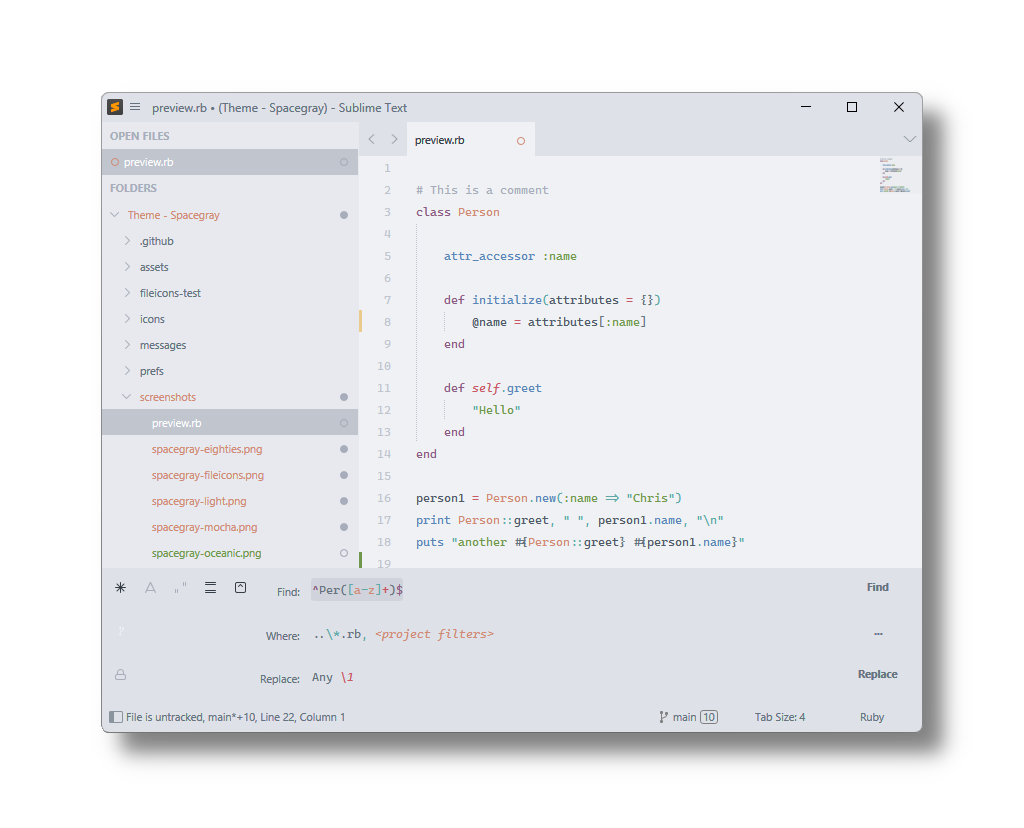 preview.rb • (Theme - Spacegray) - Sublime Text
OPEN FILES
preview.rb
FOLDERS
Theme - Spacegray
.github
assets
fileicons-test
icons
messages
prefs
screenshots
preview.rb
spacegray-eighties.png
spacegray-fileicons.png
spacegray-light.png
spacegray-mocha.png
spacegray-oceanic.png
preview.rb
1
2 # This is a comment
3 class Person
4
5 attr_accessor :name
6
7 def initialize(attributes = {})
8 @name = attributes[:name]
9 end
10
11 def self.greet
12 "Hello"
13 end
14 end
15
16 person1 = Person.new(:name => "Chris")
17 print Person::greet, " ", person1.name, "\n"
18 puts "another #{Person::greet} #{person1.name}"
19
Find: ^Per([a-z]+)$ Find
? Where: ..\*.rb, <project filters> ...
Replace: Any \1 Replace
File is untracked, main*+10, Line 22, Column 1 main 10 Tab Size: 4 Ruby